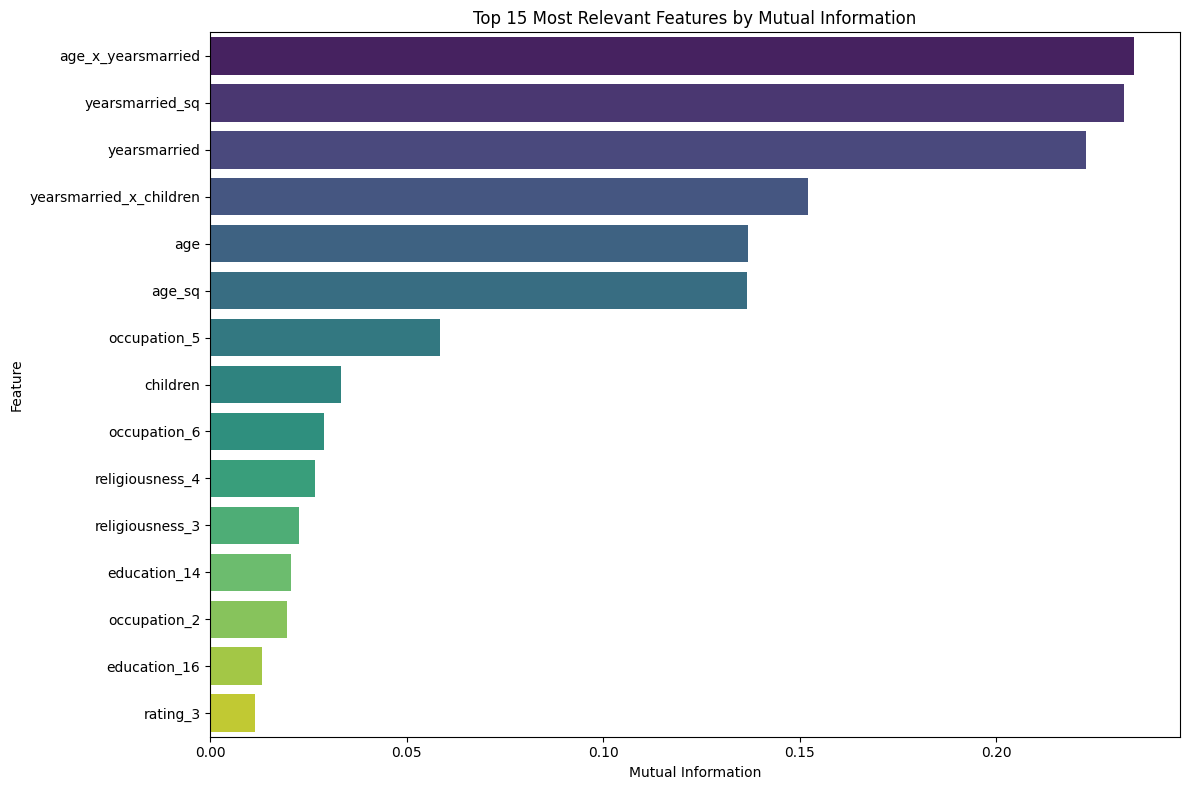 Top 15 Most Relevant Features by Mutual Information
age_x_yearsmarried
yearsmarried_sq
yearsmarried
yearsmarried_x_children
age
age_sq
occupation_5
children
occupation_6
religiousness_4
religiousness_3
education_14
occupation_2
education_16
rating_3
Feature
0.00 0.05 0.10 0.15 0.20
Mutual Information